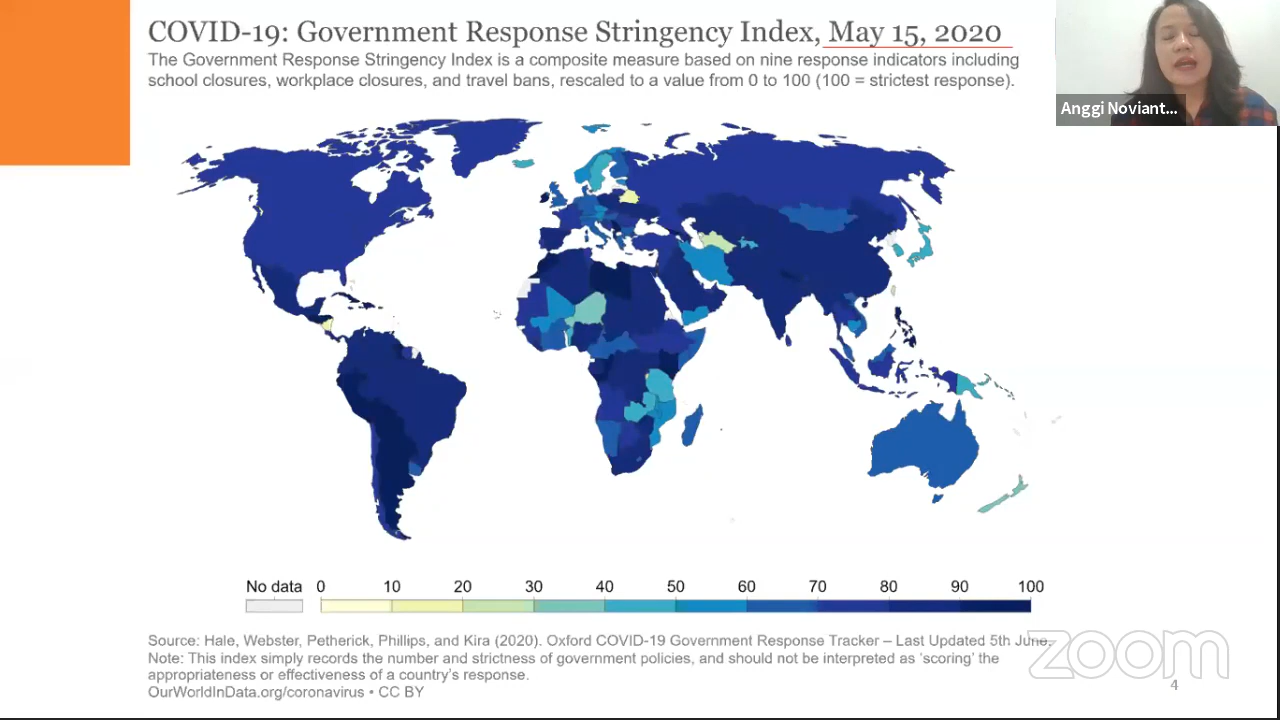 COVID-19: Government Response Stringency Index, May 15, 2020
The Government Response Stringency Index is a composite measure based on nine response indicators including
school closures, workplace closures, and travel bans, rescaled to a value from 0 to 100 (100 = strictest response).
Anggi Noviant...
No data 0 10 20 30 40 50 60 70 80 90 100
Source: Hale, Webster, Petherick, Phillips, and Kira (2020). Oxford COVID-19 Government Response Tracker – Last Updated 5th June.
Note: This index simply records the number and strictness of government policies, and should not be interpreted as ‘scoring’ the
appropriateness or effectiveness of a country's response.
OurWorldInData.org/coronavirus • CC BY
zoom
4